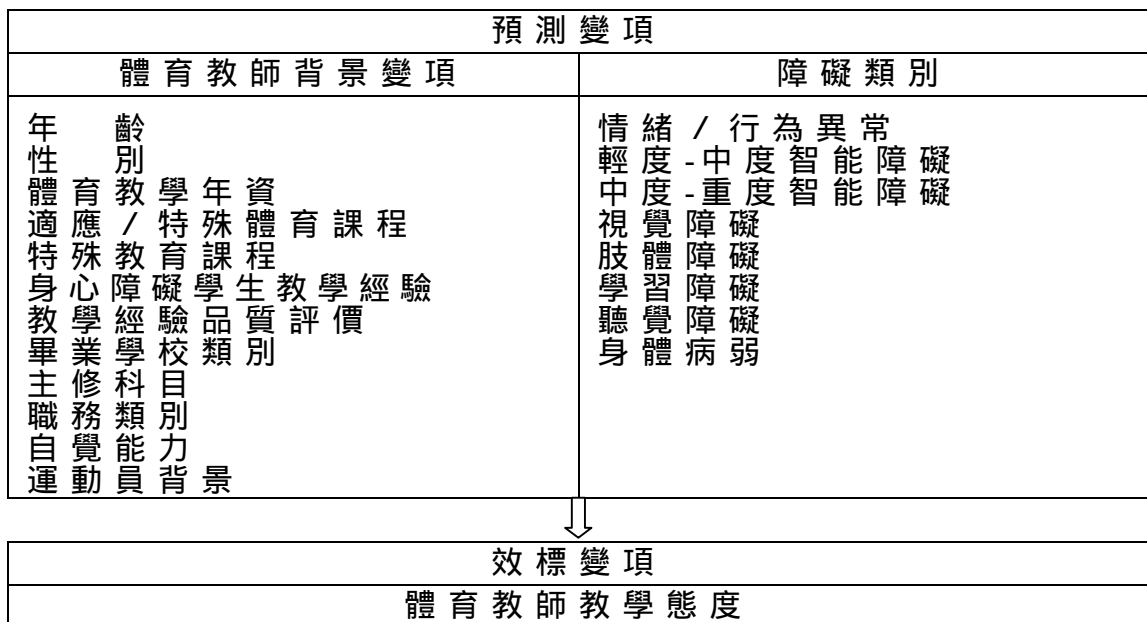 預測變項
體育教師背景變項
障礙類別
年　齡
性　別
體育教學年資
適應/特殊體育課程
特殊教育課程
身心障礙學生教學經驗
教學經驗品質評價
畢業學校類別
主修科目
職務類別
自覺能力
運動員背景
情緒/行為異常
輕度-中度智能障礙
中度-重度智能障礙
視覺障礙
肢體障礙
學習障礙
聽覺障礙
身體病弱
效標變項
體育教師教學態度